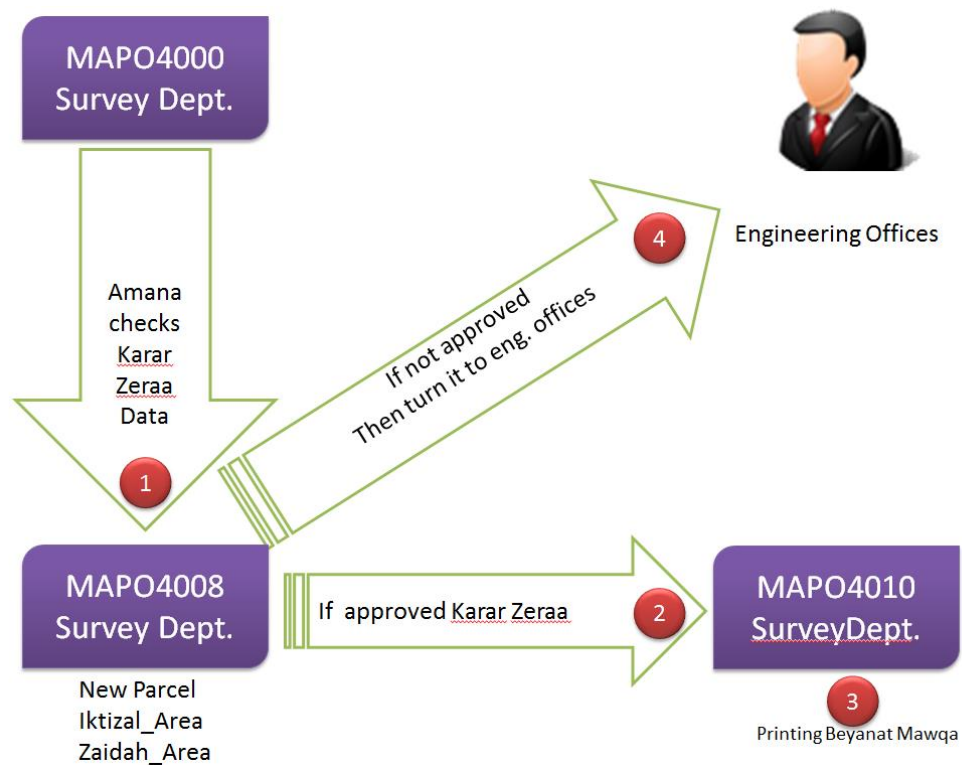 MAPO4000
Survey Dept.
Amana
checks
Karar
Zeraa
Data
1
MAPO4008
Survey Dept.
New Parcel
Iktizal_Area
Zaidah_Area
If not approved
Then turn it to eng. offices
4
Engineering Offices
If approved Karar Zeraa
2
MAPO4010
SurveyDept.
3
Printing Beyanat Mawqa